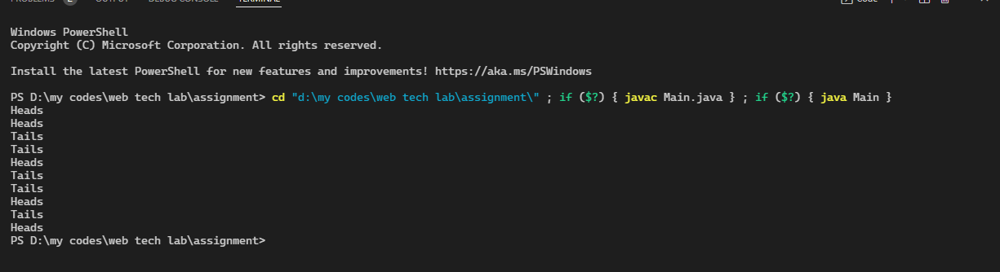 PROBLEMS 2 OUTPUT DEBUG CONSOLE TERMINAL Code
Windows PowerShell
Copyright (C) Microsoft Corporation. All rights reserved.
Install the latest PowerShell for new features and improvements! https://aka.ms/PSWindows
PS D:\my codes\web tech lab\assignment> cd "d:\my codes\web tech lab\assignment\" ; if ($?) { javac Main.java } ; if ($?) { java Main }
Heads
Heads
Tails
Tails
Heads
Tails
Tails
Heads
Tails
Heads
PS D:\my codes\web tech lab\assignment>